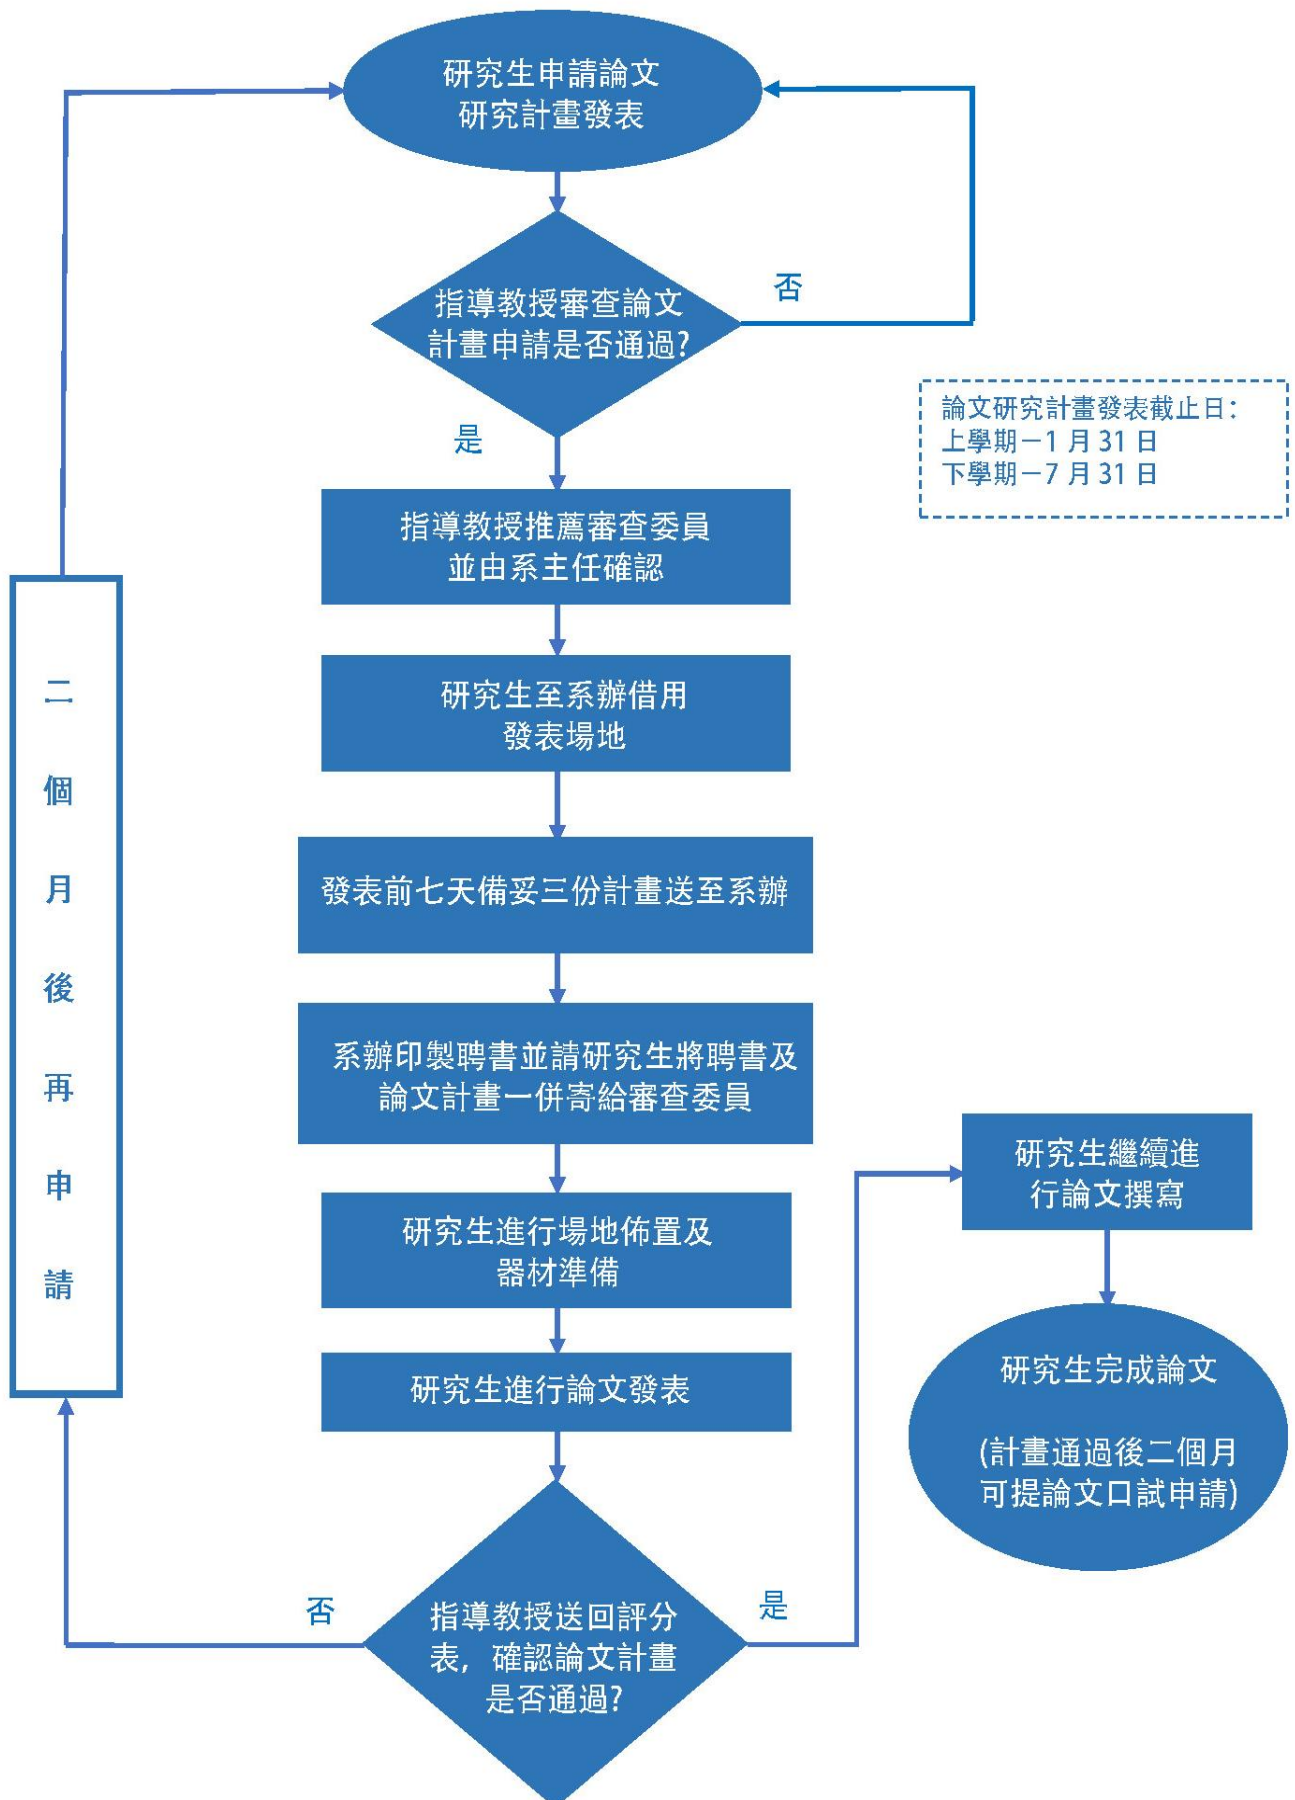 研究生申請論文
研究計畫發表
指導教授審查論文
計畫申請是否通過?
否
是
論文研究計畫發表截止日：
上學期－1 月 31 日
下學期－7 月 31 日
指導教授推薦審查委員
並由系主任確認
研究生至系辦借用
發表場地
發表前七天備妥三份計畫送至系辦
系辦印製聘書並請研究生將聘書及
論文計畫一併寄給審查委員
研究生進行場地佈置及
器材準備
研究生進行論文發表
指導教授送回評分
表，確認論文計畫
是否通過?
否
是
二個月後再申請
研究生繼續進
行論文撰寫
研究生完成論文
(計畫通過後二個月
可提論文口試申請)